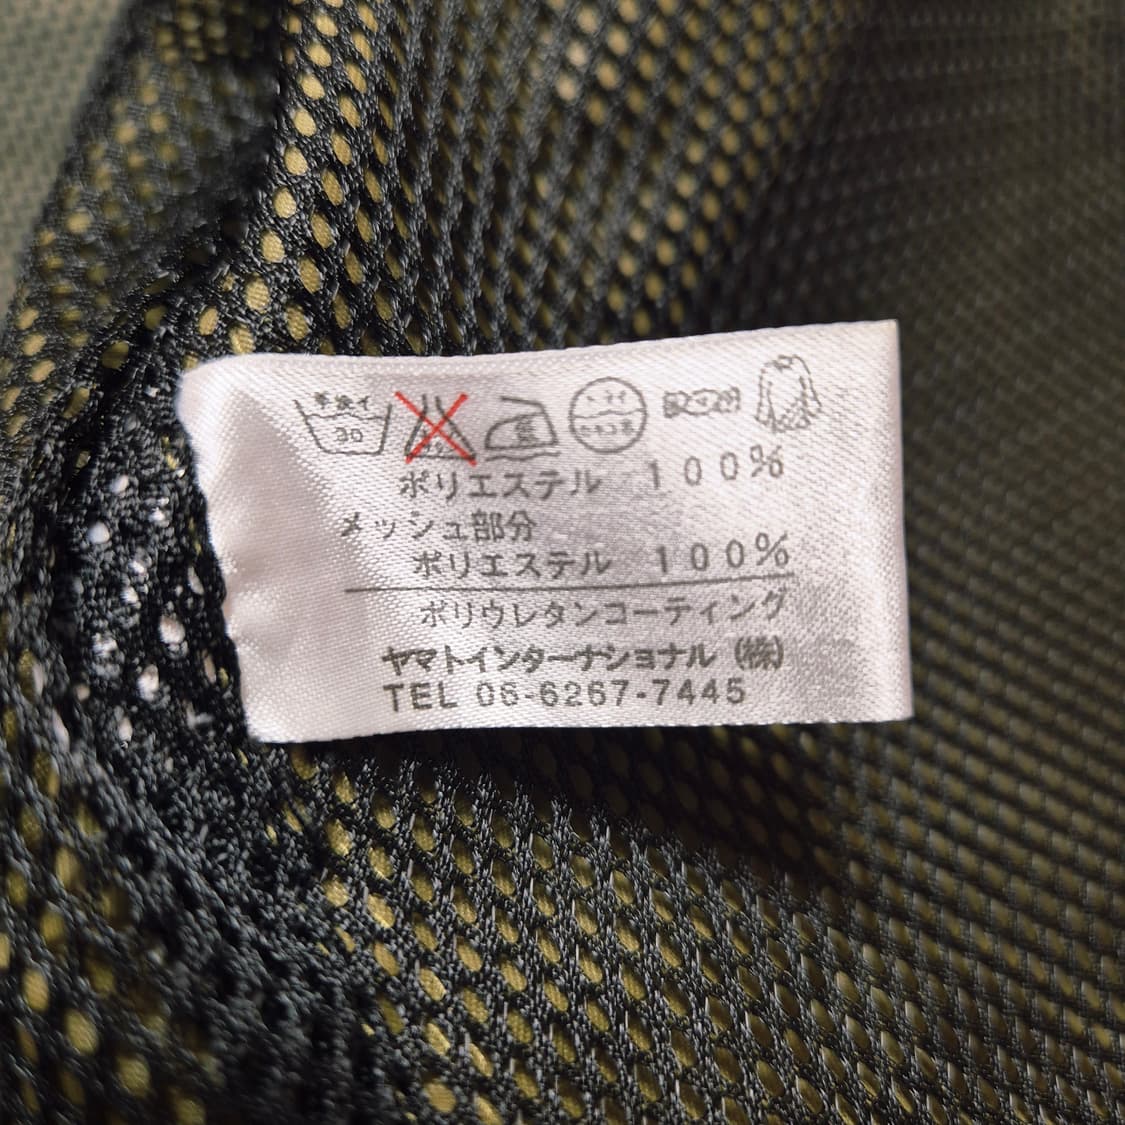 手洗イ 30
ポリエステル 100%
メッシュ部分
ポリエステル 100%
ポリウレタンコーティング
ヤマトインターナショナル (株)
TEL 06-6267-7445